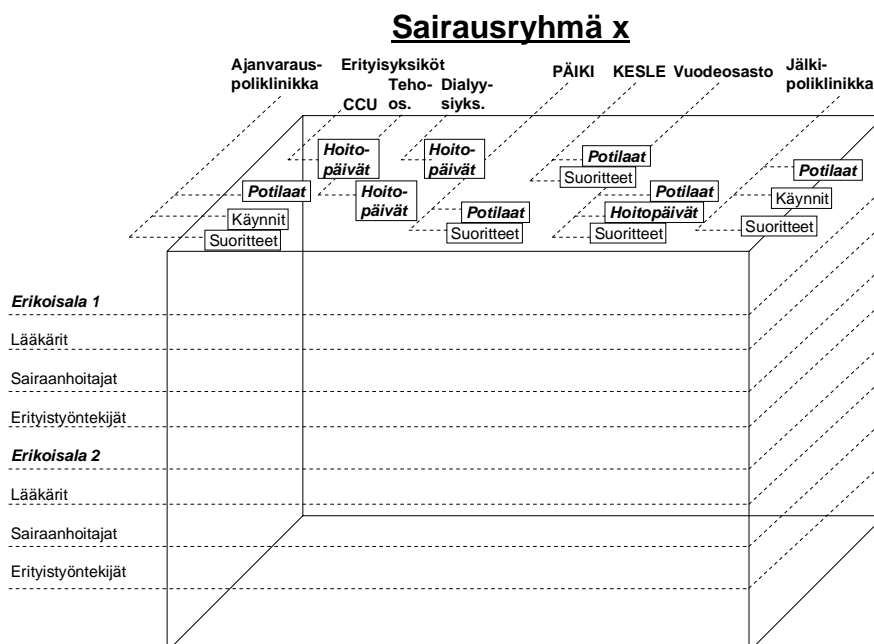 Sairausryhmä x
Ajanvaraus-
poliklinikka
Erityisyksiköt
CCU
Teho-
os.
Dialyy-
siyks.
PÄIKI
KESLE
Vuodeosasto
Jälki-
poliklinikka
Hoito-
päivät
Hoito-
päivät
Potilaat
Suoritteet
Potilaat
Potilaat
Käynnit
Suoritteet
Hoito-
päivät
Potilaat
Suoritteet
Potilaat
Hoitopäivät
Suoritteet
Käynnit
Suoritteet
Erikoisala 1
Lääkärit
Sairaanhoitajat
Erityistyöntekijät
Erikoisala 2
Lääkärit
Sairaanhoitajat
Erityistyöntekijät